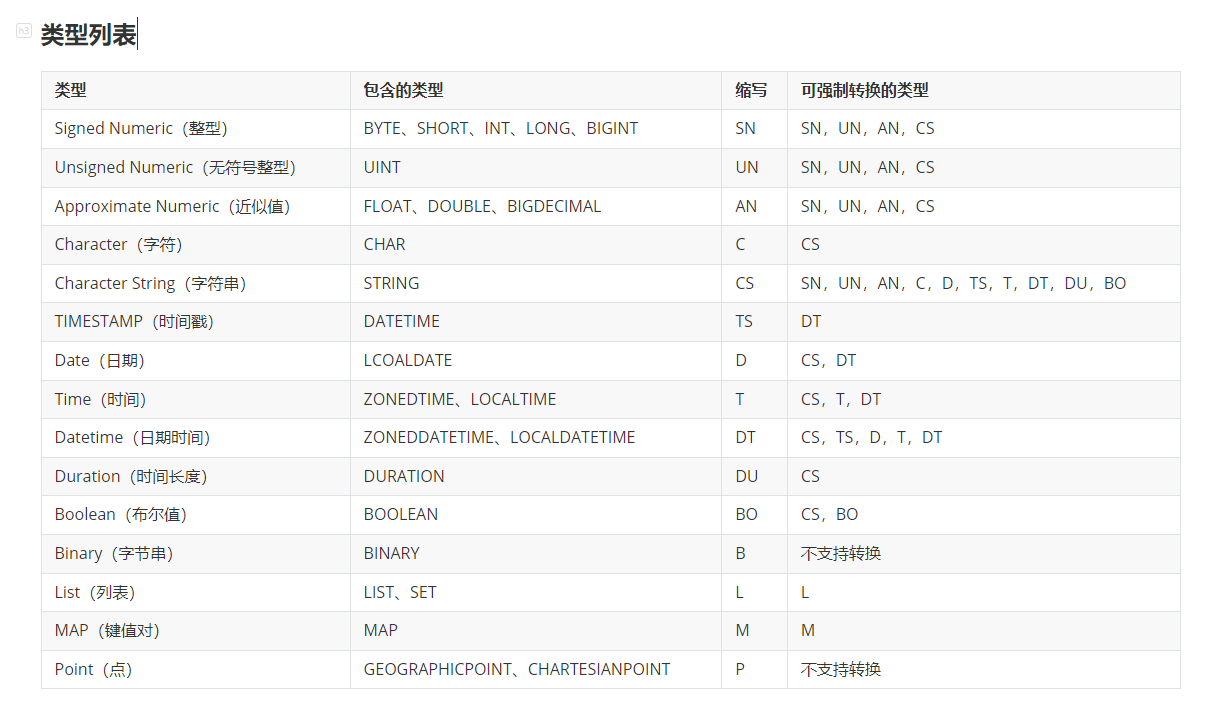 h3
类型列表
类型 包含的类型 缩写 可强制转换的类型
Signed Numeric（整型） BYTE、SHORT、INT、LONG、BIGINT SN SN，UN，AN，CS
Unsigned Numeric（无符号整型） UINT UN SN，UN，AN，CS
Approximate Numeric（近似值） FLOAT、DOUBLE、BIGDECIMAL AN SN，UN，AN，CS
Character（字符） CHAR C CS
Character String（字符串） STRING CS SN，UN，AN，C，D，TS，T，DT，DU，BO
TIMESTAMP（时间戳） DATETIME TS DT
Date（日期） LCOALDATE D CS，DT
Time（时间） ZONEDTIME、LOCALTIME T CS，T，DT
Datetime（日期时间） ZONEDDATETIME、LOCALDATETIME DT CS，TS，D，T，DT
Duration（时间长度） DURATION DU CS
Boolean（布尔值） BOOLEAN BO CS，BO
Binary（字节串） BINARY B 不支持转换
List（列表） LIST、SET L L
MAP（键值对） MAP M M
Point（点） GEOGRAPHICPOINT、CHARTESIANPOINT P 不支持转换